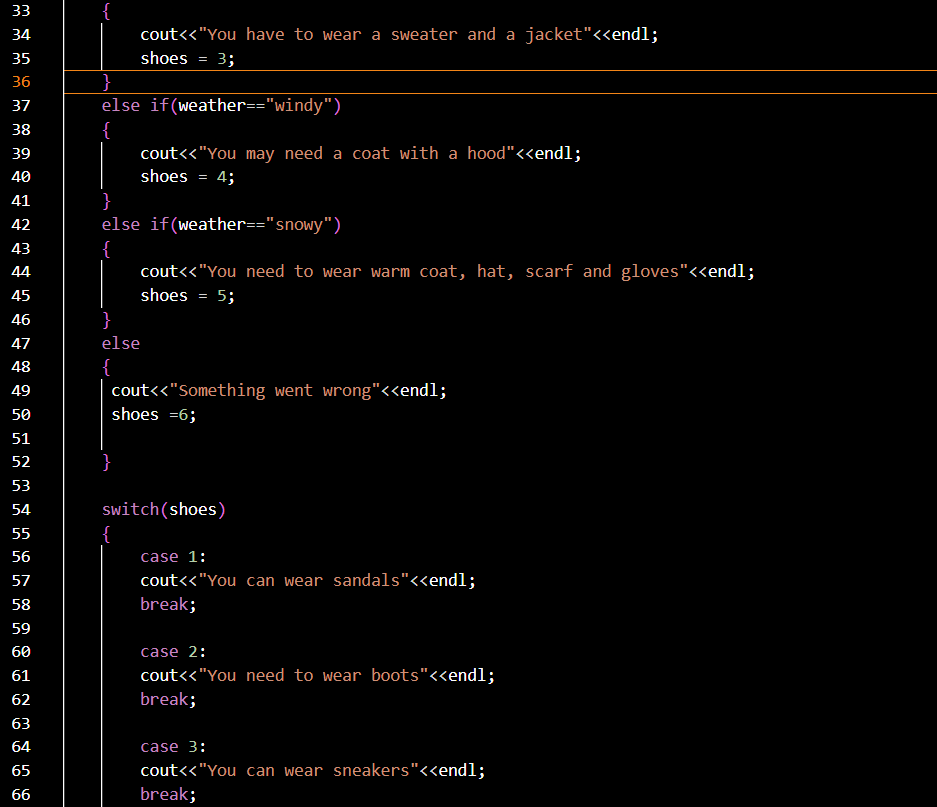 33 {
34 cout<<"You have to wear a sweater and a jacket"<<endl;
35 shoes = 3;
36 }
37 else if(weather=="windy")
38 {
39 cout<<"You may need a coat with a hood"<<endl;
40 shoes = 4;
41 }
42 else if(weather=="snowy")
43 {
44 cout<<"You need to wear warm coat, hat, scarf and gloves"<<endl;
45 shoes = 5;
46 }
47 else
48 {
49 cout<<"Something went wrong"<<endl;
50 shoes =6;
51
52 }
53
54 switch(shoes)
55 {
56 case 1:
57 cout<<"You can wear sandals"<<endl;
58 break;
59
60 case 2:
61 cout<<"You need to wear boots"<<endl;
62 break;
63
64 case 3:
65 cout<<"You can wear sneakers"<<endl;
66 break;